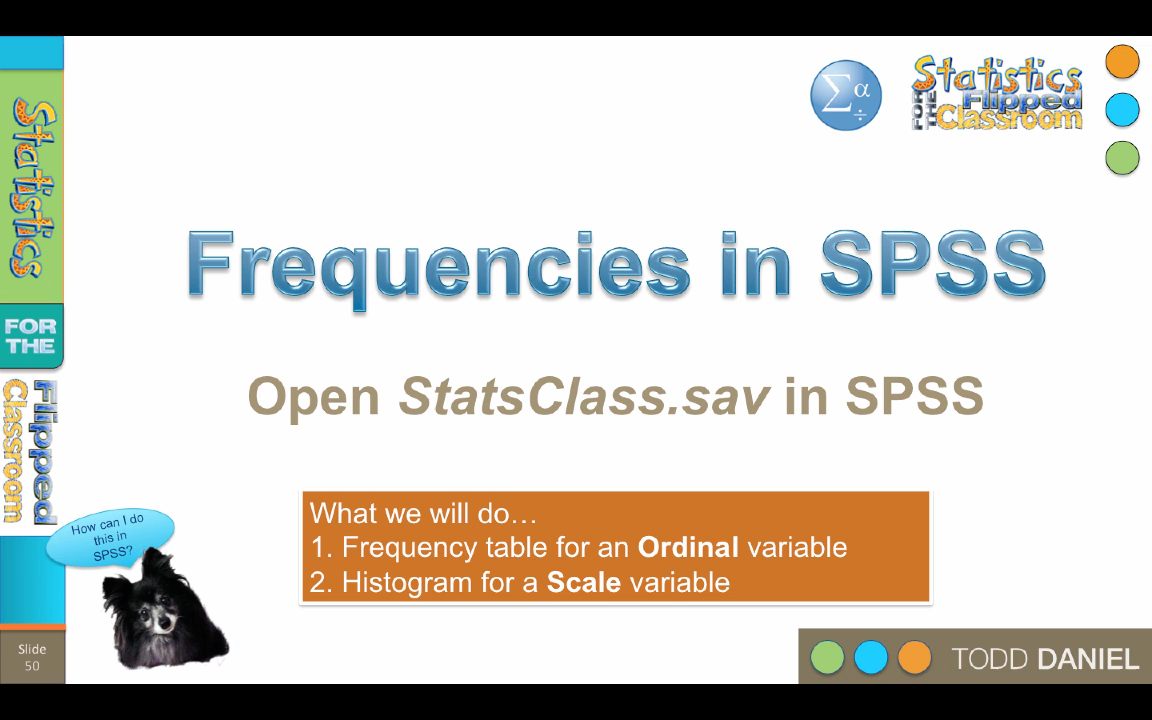 Statistics
FOR THE
Flipped
Classroom
Σ α ÷
Statistics
FOR
THE
Flipped
Classroom
Frequencies in SPSS
Open StatsClass.sav in SPSS
What we will do…
1. Frequency table for an Ordinal variable
2. Histogram for a Scale variable
How can I do
this in
SPSS?
Slide
50
TODD DANIEL